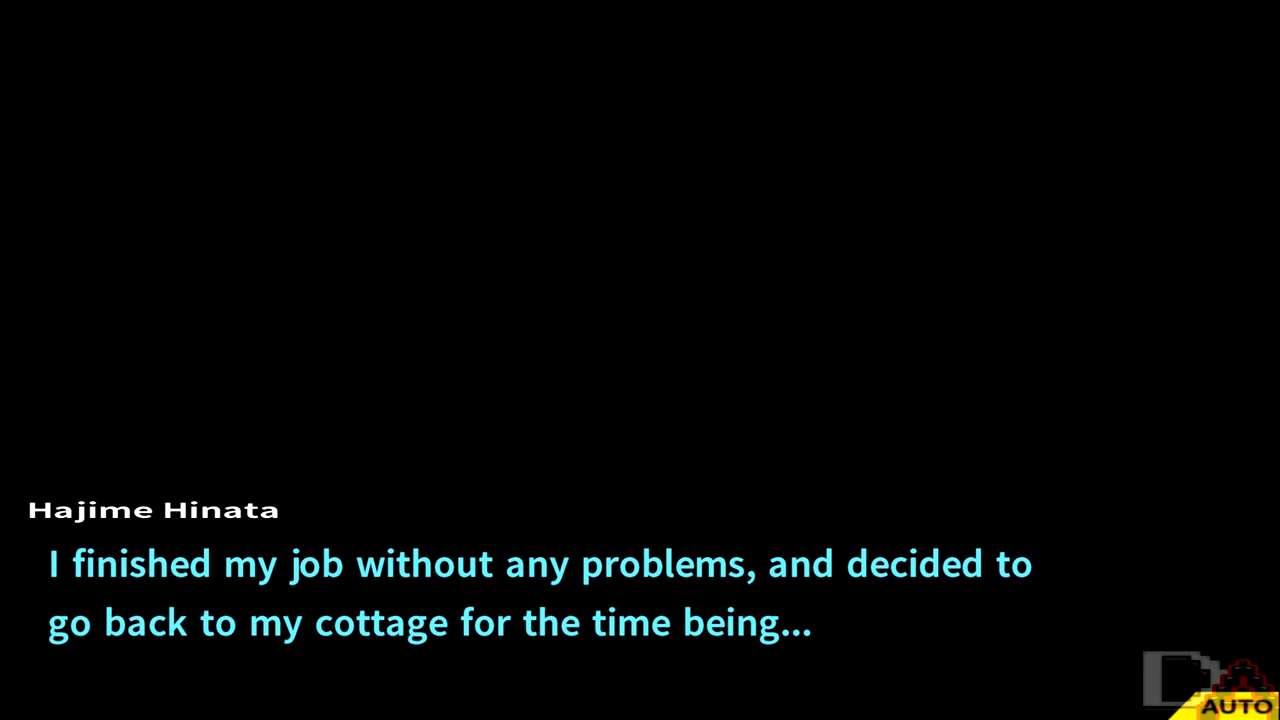 Hajime Hinata
I finished my job without any problems, and decided to
go back to my cottage for the time being...
AUTO